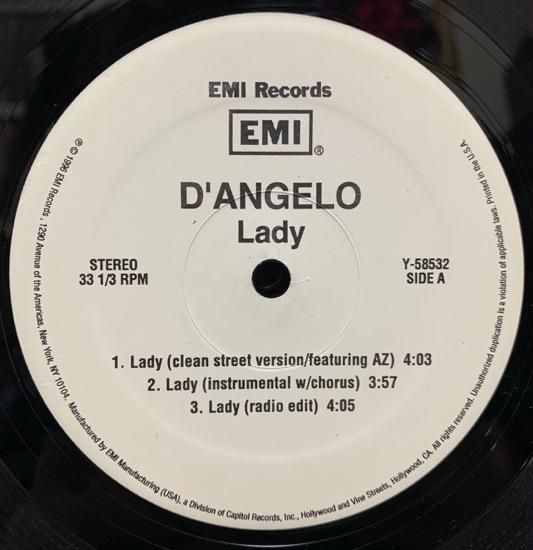 EMI Records
EMI
®
D'ANGELO
Lady
STEREO
33 1/3 RPM
Y-58532
SIDE A
1. Lady (clean street version/featuring AZ) 4:03
2. Lady (instrumental w/chorus) 3:57
3. Lady (radio edit) 4:05
℗ © 1996 EMI Records, 1290 Avenue of the Americas, New York, NY 10104. Manufactured by EMI Manufacturing (USA), a Division of Capitol Records, Inc., Hollywood and Vine Streets, Hollywood, CA. All rights reserved. Unauthorized duplication is a violation of applicable laws. Printed in the U.S.A.